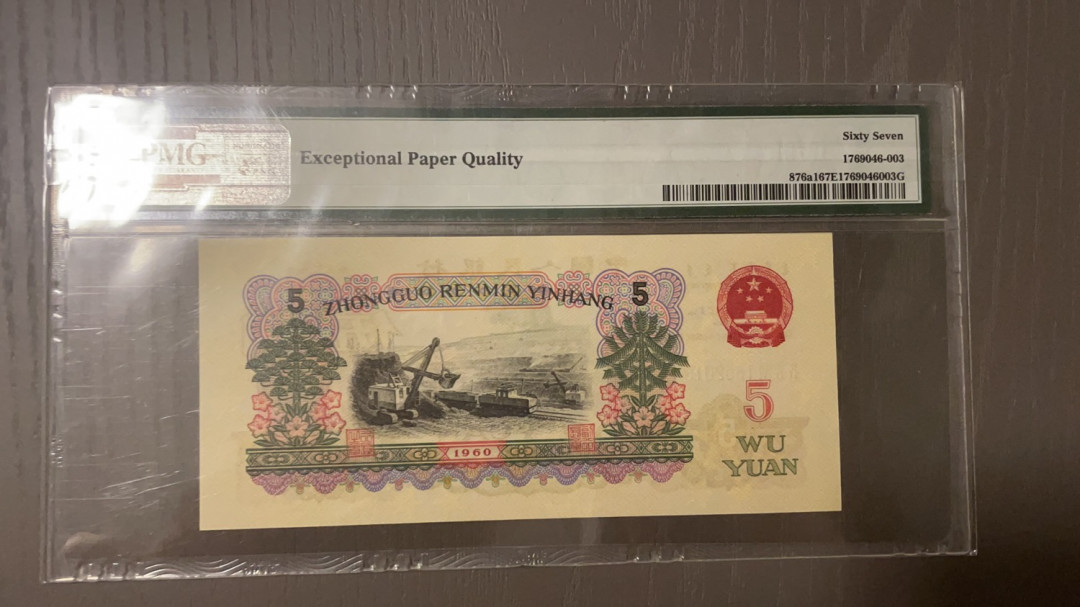 PMG
Exceptional Paper Quality
Sixty Seven
1769046-003
876a167E1769046003G
5
ZHONGGUO RENMIN YINHANG
5
1960
5
WU
YUAN